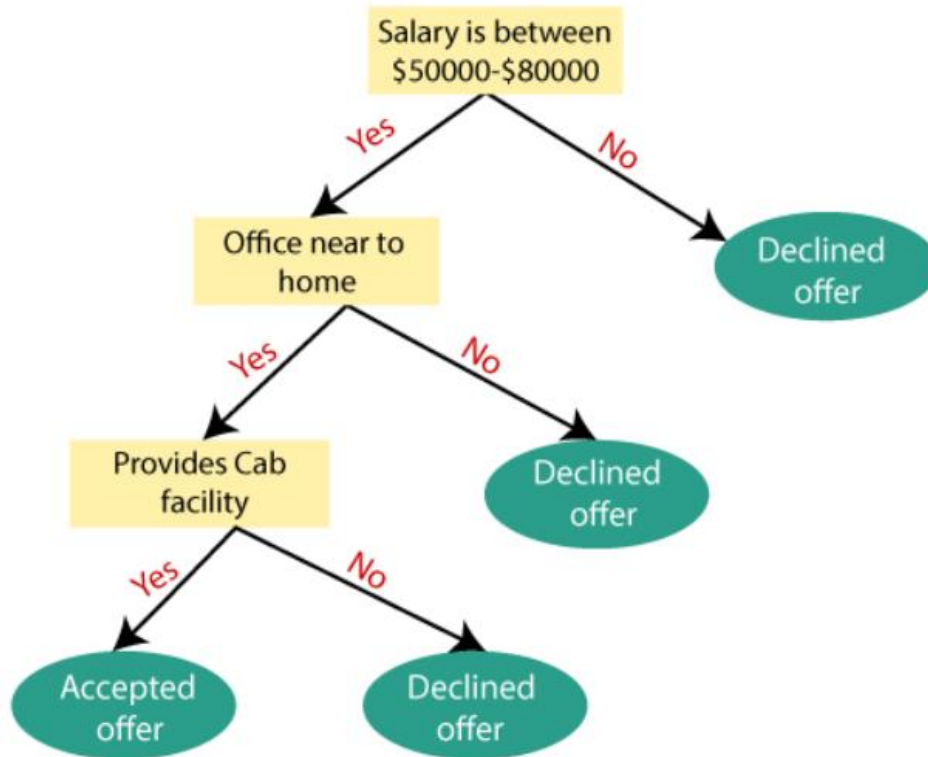 Salary is between
$50000-$80000
Yes
No
Office near to
home
Declined
offer
Yes
No
Provides Cab
facility
Declined
offer
Yes
No
Accepted
offer
Declined
offer